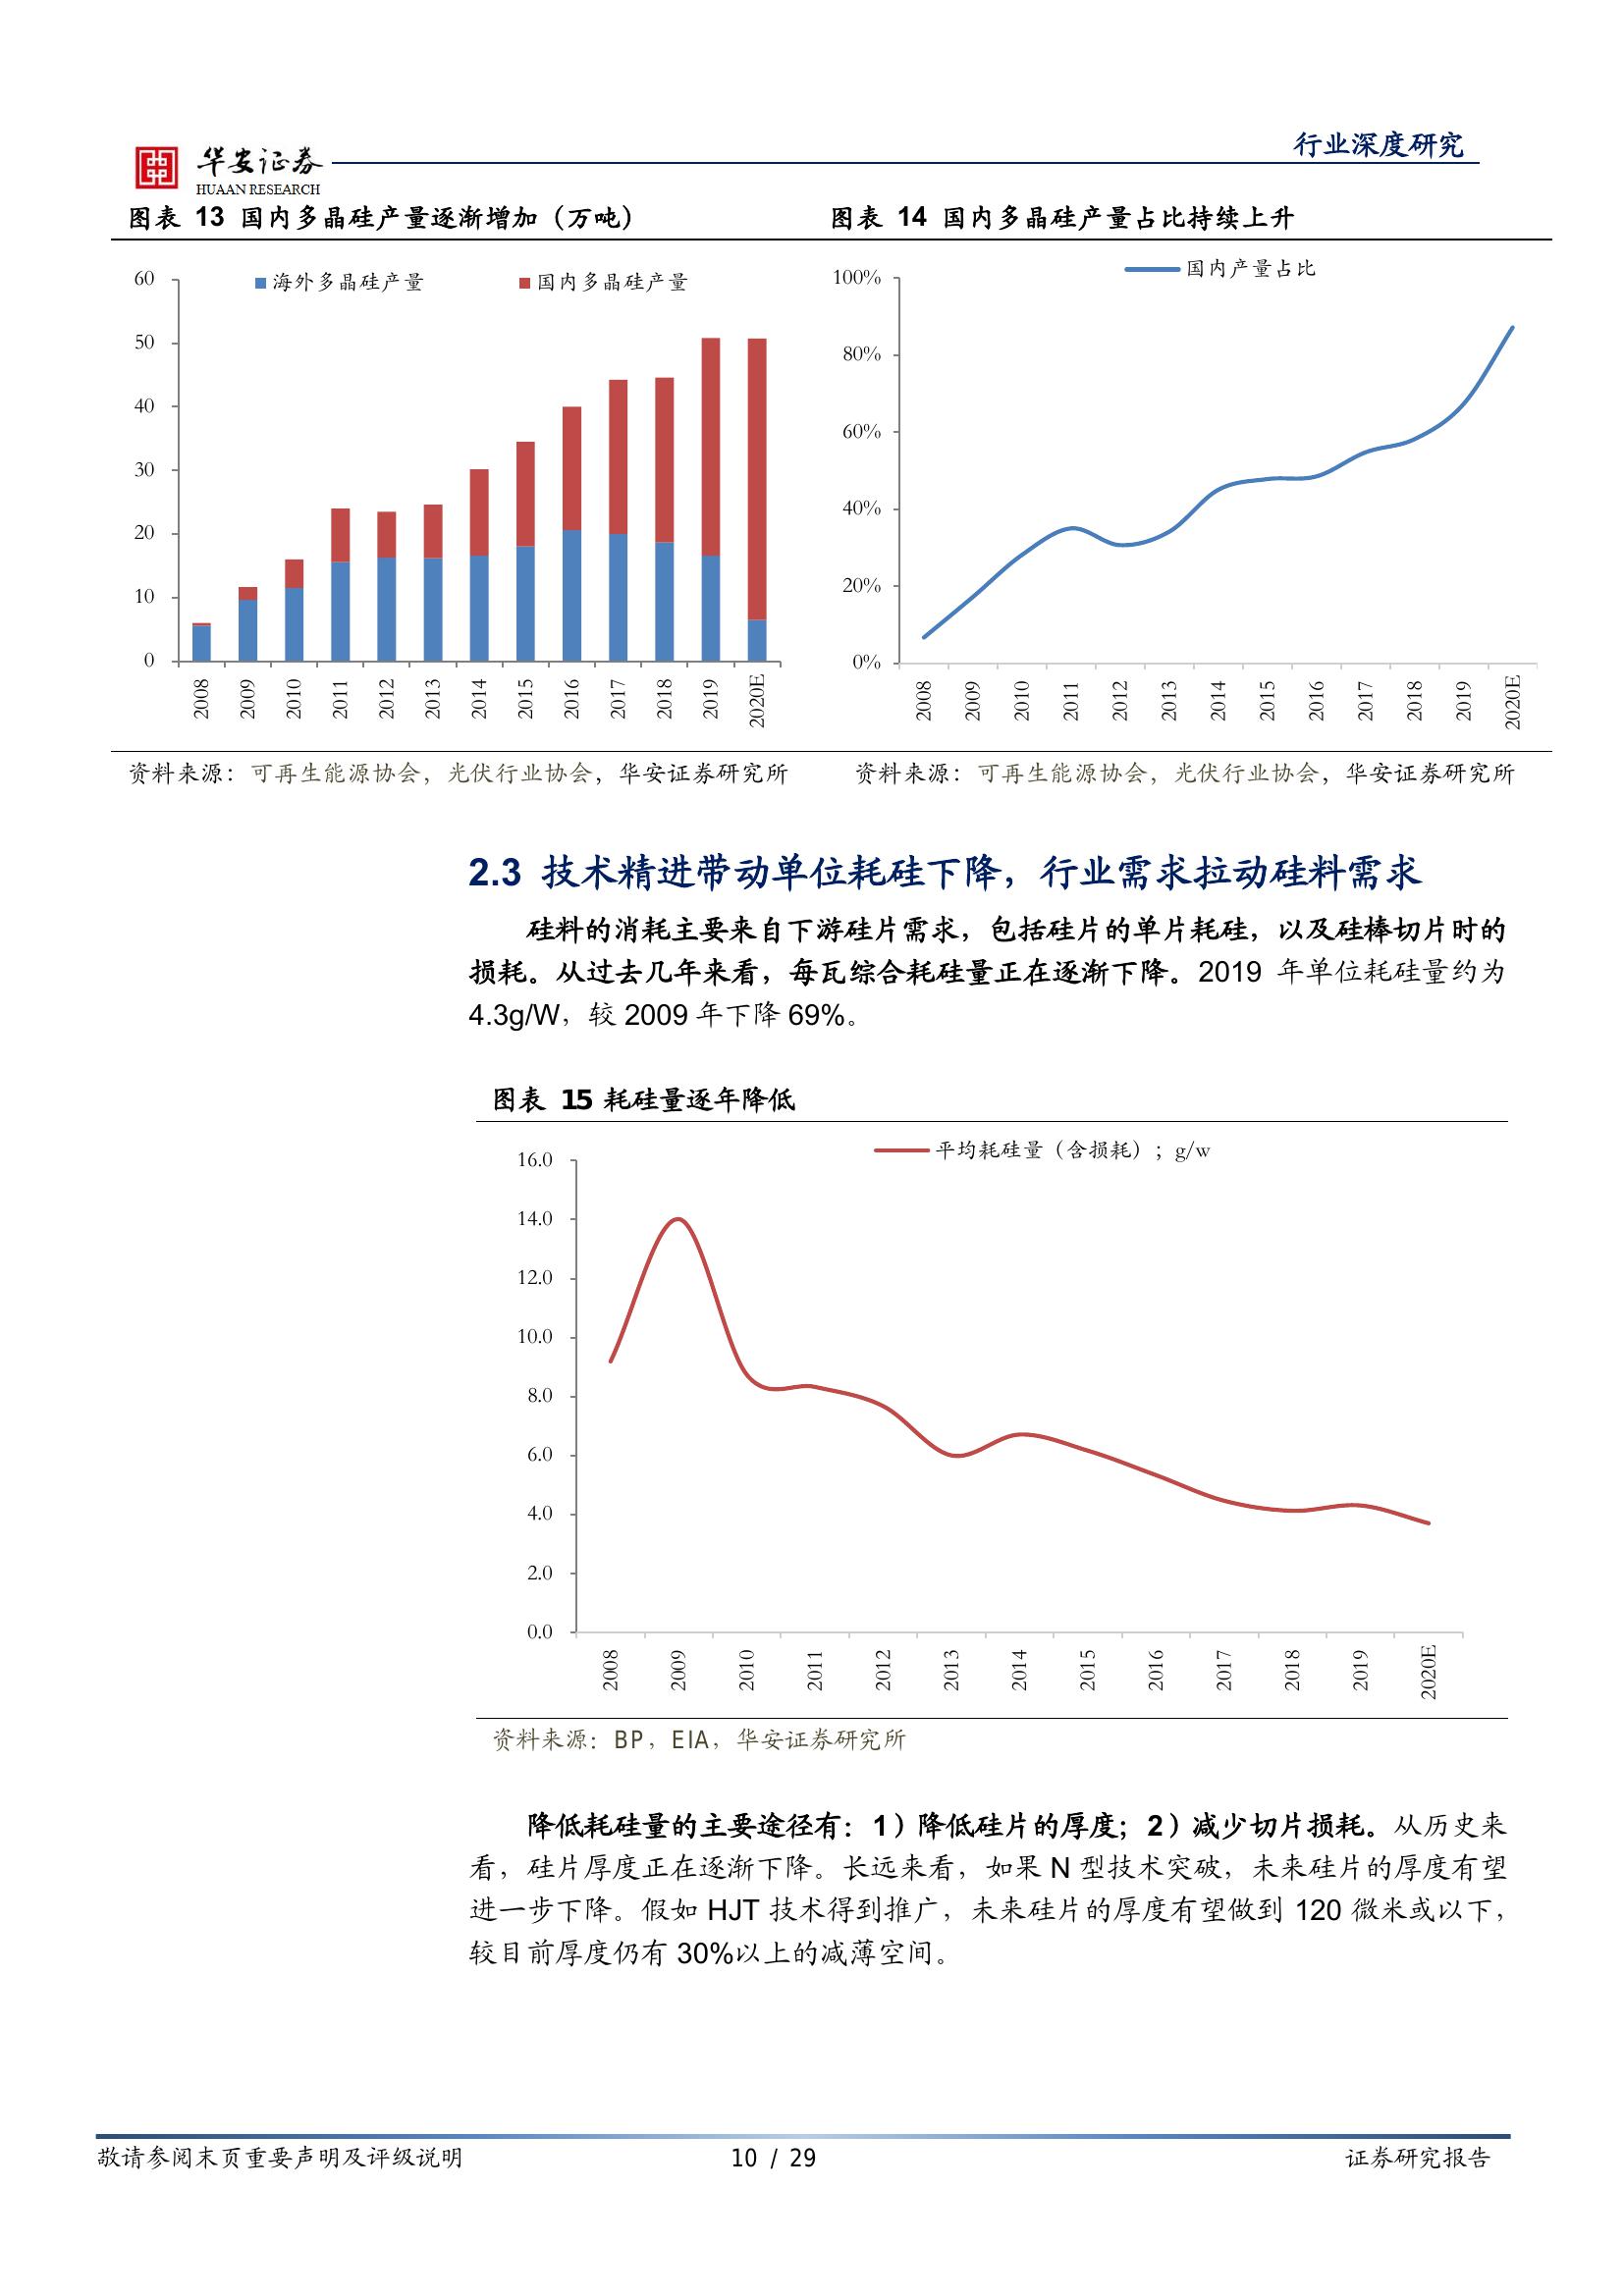 行业深度研究
华安证券
HUAAN RESEARCH
图表 13 国内多晶硅产量逐渐增加（万吨）
海外多晶硅产量 国内多晶硅产量
60
50
40
30
20
10
0
2008 2009 2010 2011 2012 2013 2014 2015 2016 2017 2018 2019 2020E
资料来源：可再生能源协会，光伏行业协会，华安证券研究所
图表 14 国内多晶硅产量占比持续上升
国内产量占比
100%
80%
60%
40%
20%
0%
2008 2009 2010 2011 2012 2013 2014 2015 2016 2017 2018 2019 2020E
资料来源：可再生能源协会，光伏行业协会，华安证券研究所
2.3 技术精进带动单位耗硅下降，行业需求拉动硅料需求
硅料的消耗主要来自下游硅片需求，包括硅片的单片耗硅，以及硅棒切片时的
损耗。从过去几年来看，每瓦综合耗硅量正在逐渐下降。2019 年单位耗硅量约为
4.3g/W，较 2009 年下降 69%。
图表 15 耗硅量逐年降低
平均耗硅量（含损耗）；g/w
16.0
14.0
12.0
10.0
8.0
6.0
4.0
2.0
0.0
2008 2009 2010 2011 2012 2013 2014 2015 2016 2017 2018 2019 2020E
资料来源：BP，EIA，华安证券研究所
降低耗硅量的主要途径有：1）降低硅片的厚度；2）减少切片损耗。从历史来
看，硅片厚度正在逐渐下降。长远来看，如果 N 型技术突破，未来硅片的厚度有望
进一步下降。假如 HJT 技术得到推广，未来硅片的厚度有望做到 120 微米或以下，
较目前厚度仍有 30%以上的减薄空间。
敬请参阅末页重要声明及评级说明 10 / 29 证券研究报告